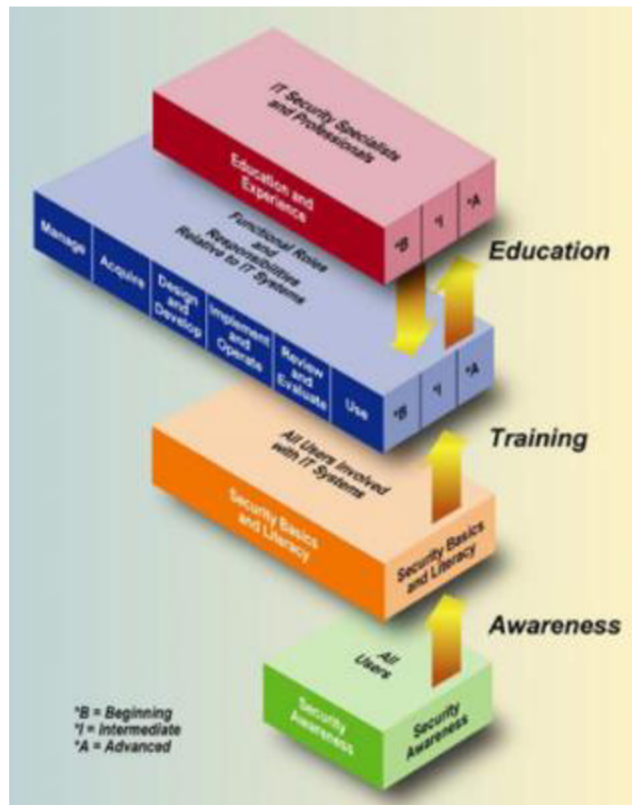 IT Security Specialists
and Professionals
Education and
Experience
*B
*I
*A
Education
Functional Roles
and
Responsibilities
Relative to IT Systems
Manage
Acquire
Design
and
Develop
Implement
and
Operate
Review
and
Evaluate
Use
*B
*I
*A
Training
All Users Involved
with IT Systems
Security Basics
and Literacy
Security Basics
and Literacy
Awareness
All
Users
Security
Awareness
Security
Awareness
*B = Beginning
*I = Intermediate
*A = Advanced